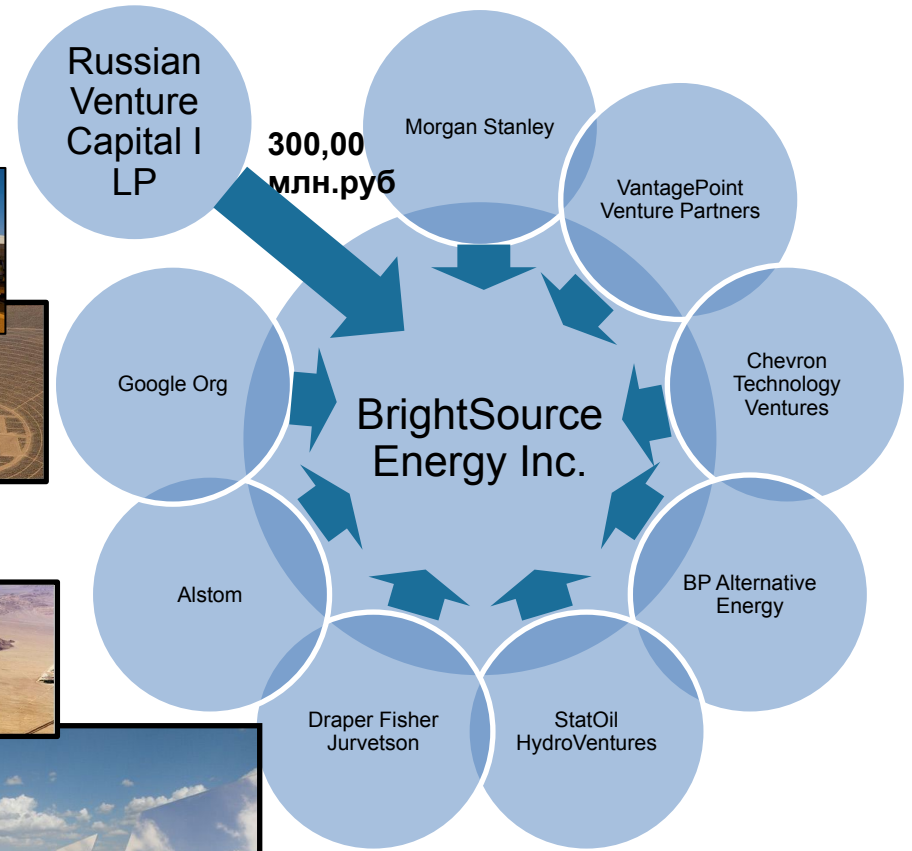 Russian
Venture
Capital I
LP
300,00
млн.руб
Morgan Stanley
VantagePoint
Venture Partners
Chevron
Technology
Ventures
Google Org
BrightSource
Energy Inc.
BP Alternative
Energy
Alstom
Draper Fisher
Jurvetson
StatOil
HydroVentures